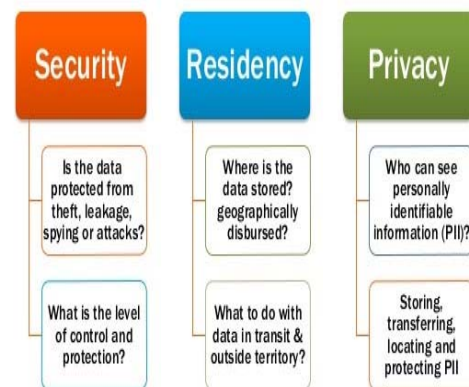 Security
Is the data
protected from
theft, leakage,
spying or attacks?
What is the level
of control and
protection?
Residency
Where is the
data stored?
geographically
disbursed?
What to do with
data in transit &
outside territory?
Privacy
Who can see
personally
identifiable
information (PII)?
Storing,
transferring,
locating and
protecting PII